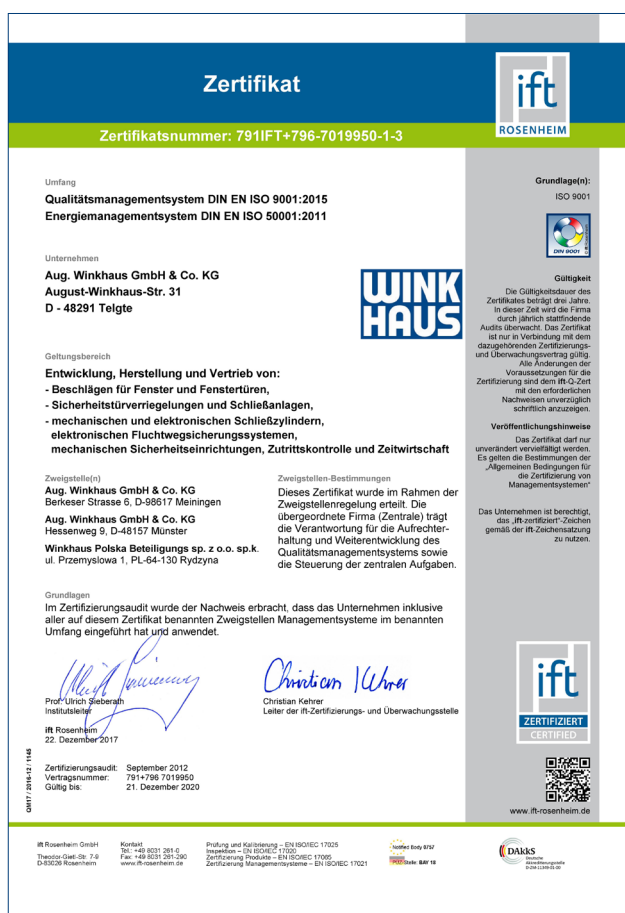 Zertifikat
ift
ROSENHEIM
Zertifikatsnummer: 791IFT+796-7019950-1-3
Umfang
Qualitätsmanagementsystem DIN EN ISO 9001:2015
Energiemanagementsystem DIN EN ISO 50001:2011
Unternehmen
Aug. Winkhaus GmbH & Co. KG
August-Winkhaus-Str. 31
D - 48291 Telgte
WINK
HAUS
Geltungsbereich
Entwicklung, Herstellung und Vertrieb von:
- Beschlägen für Fenster und Fenstertüren,
- Sicherheitstürverriegelungen und Schließanlagen,
- mechanischen und elektronischen Schließzylindern,
elektronischen Fluchtwegsicherungssystemen,
mechanischen Sicherheitseinrichtungen, Zutrittskontrolle und Zeitwirtschaft
Zweigstelle(n)
Aug. Winkhaus GmbH & Co. KG
Berkeser Strasse 6, D-98617 Meiningen
Aug. Winkhaus GmbH & Co. KG
Hessenweg 9, D-48157 Münster
Winkhaus Polska Beteiligungs sp. z o.o. sp.k.
ul. Przemyslowa 1, PL-64-130 Rydzyna
Zweigstellen-Bestimmungen
Dieses Zertifikat wurde im Rahmen der
Zweigstellenregelung erteilt. Die
übergeordnete Firma (Zentrale) trägt
die Verantwortung für die Aufrechter-
haltung und Weiterentwicklung des
Qualitätsmanagementsystems sowie
die Steuerung der zentralen Aufgaben.
Grundlagen
Im Zertifizierungsaudit wurde der Nachweis erbracht, dass das Unternehmen inklusive
aller auf diesem Zertifikat benannten Zweigstellen Managementsysteme im benannten
Umfang eingeführt hat und anwendet.
Christian Kehrer
Prof. Ulrich Sieberath
Institutsleiter
Christian Kehrer
Leiter der ift-Zertifizierungs- und Überwachungsstelle
ift Rosenheim
22. Dezember 2017
Zertifizierungsaudit: September 2012
Vertragsnummer: 791+796 7019950
Gültig bis: 21. Dezember 2020
QM17 / 2016-12 / 1145
Grundlage(n):
ISO 9001
DIN 9001
Gültigkeit
Die Gültigkeitsdauer des
Zertifikates beträgt drei Jahre.
In dieser Zeit wird die Firma
durch jährlich stattfindende
Audits überwacht. Das Zertifikat
ist nur in Verbindung mit dem
dazugehörenden Zertifizierungs-
und Überwachungsvertrag gültig.
Alle Änderungen der
Voraussetzungen für die
Zertifizierung sind dem ift-Q-Zert
mit den erforderlichen
Nachweisen unverzüglich
schriftlich anzuzeigen.
Veröffentlichungshinweise
Das Zertifikat darf nur
unverändert vervielfältigt werden.
Es gelten die Bestimmungen der
„Allgemeinen Bedingungen für
die Zertifizierung von
Managementsystemen"
Das Unternehmen ist berechtigt,
das „ift-zertifiziert"-Zeichen
gemäß der ift-Zeichensatzung
zu nutzen.
ift
ZERTIFIZIERT
CERTIFIED
www.ift-rosenheim.de
ift Rosenheim GmbH
Theodor-Gietl-Str. 7-9
D-83026 Rosenheim
Kontakt
Tel.: +49 8031 261-0
Fax: +49 8031 261-290
www.ift-rosenheim.de
Prüfung und Kalibrierung – EN ISO/IEC 17025
Inspektion – EN ISO/IEC 17020
Zertifizierung Produkte – EN ISO/IEC 17065
Zertifizierung Managementsysteme – EN ISO/IEC 17021
Notified Body 0757
PÜZ-Stelle: BAY 18
DAkkS
Deutsche
Akkreditierungsstelle